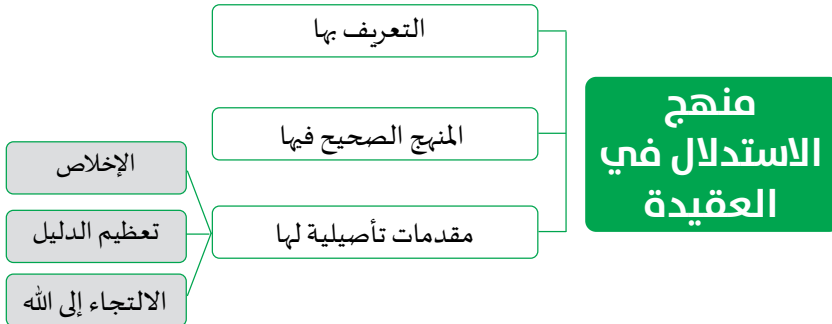 منهج
الاستدلال في
العقيدة
التعريف بها
المنهج الصحيح فيها
مقدمات تأصيلية لها
الإخلاص
تعظيم الدليل
الالتجاء إلى الله